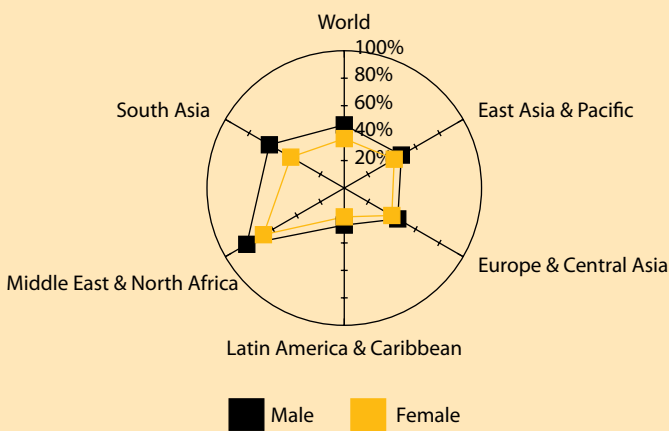 World
100%
80%
60%
40%
20%
South Asia
East Asia & Pacific
Middle East & North Africa
Europe & Central Asia
Latin America & Caribbean
Male
Female